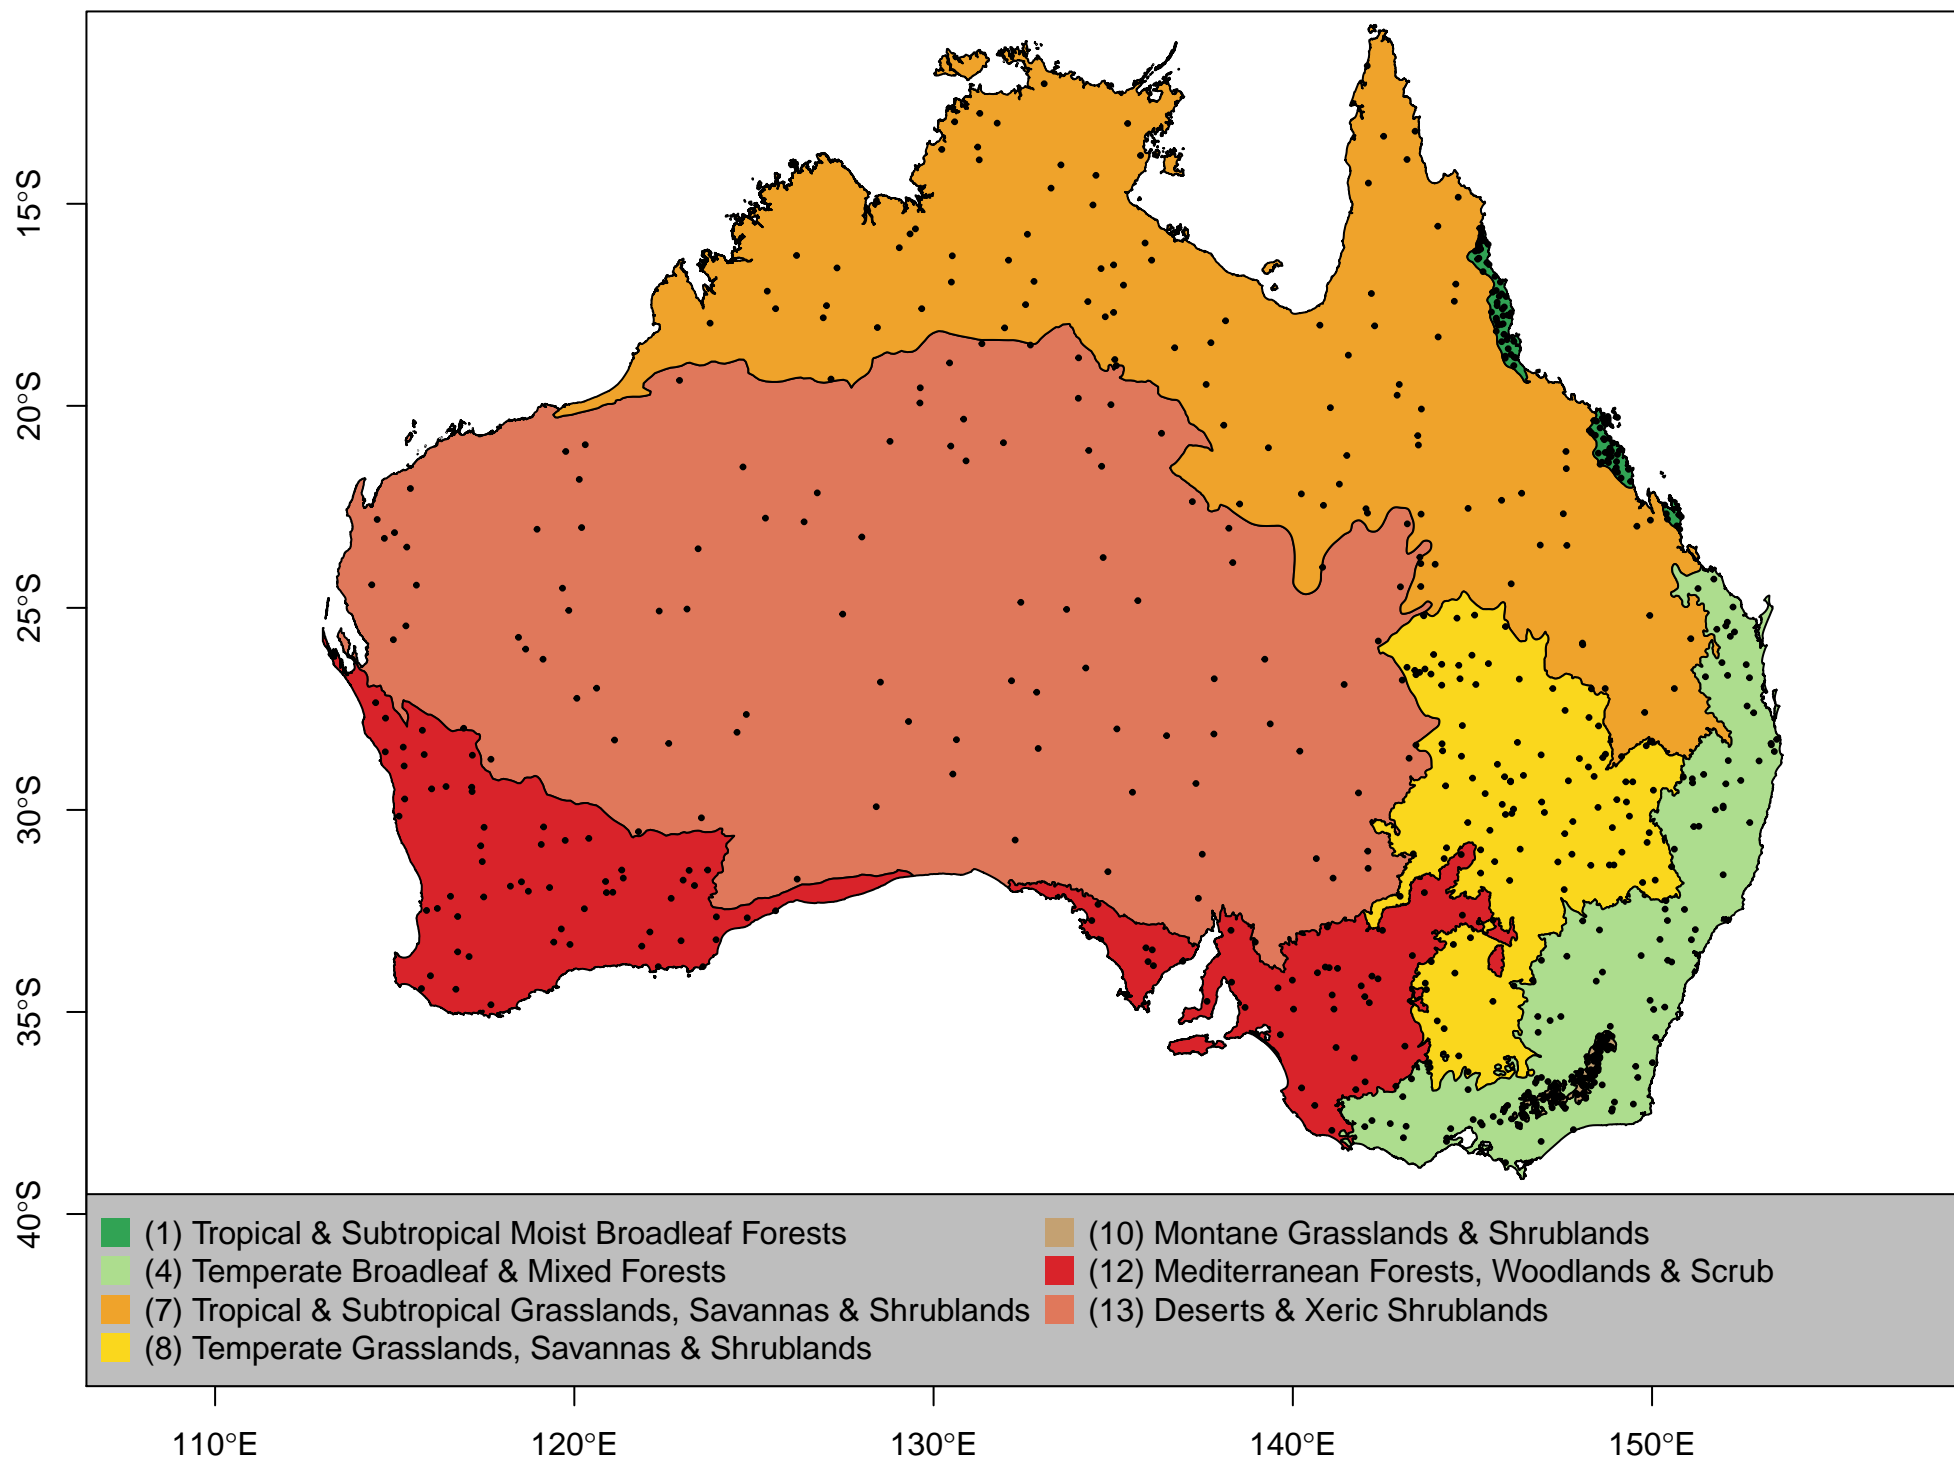 15°S
20°S
25°S
30°S
35°S
40°S
(1) Tropical & Subtropical Moist Broadleaf Forests
(4) Temperate Broadleaf & Mixed Forests
(7) Tropical & Subtropical Grasslands, Savannas & Shrublands
(8) Temperate Grasslands, Savannas & Shrublands
(10) Montane Grasslands & Shrublands
(12) Mediterranean Forests, Woodlands & Scrub
(13) Deserts & Xeric Shrublands
110°E
120°E
130°E
140°E
150°E